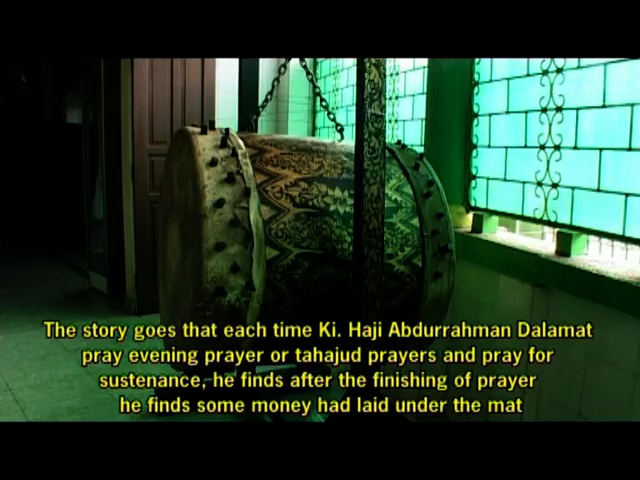 The story goes that each time Ki. Haji Abdurrahman Dalamat
pray evening prayer or tahajud prayers and pray for
sustenance, he finds after the finishing of prayer
he finds some money had laid under the mat